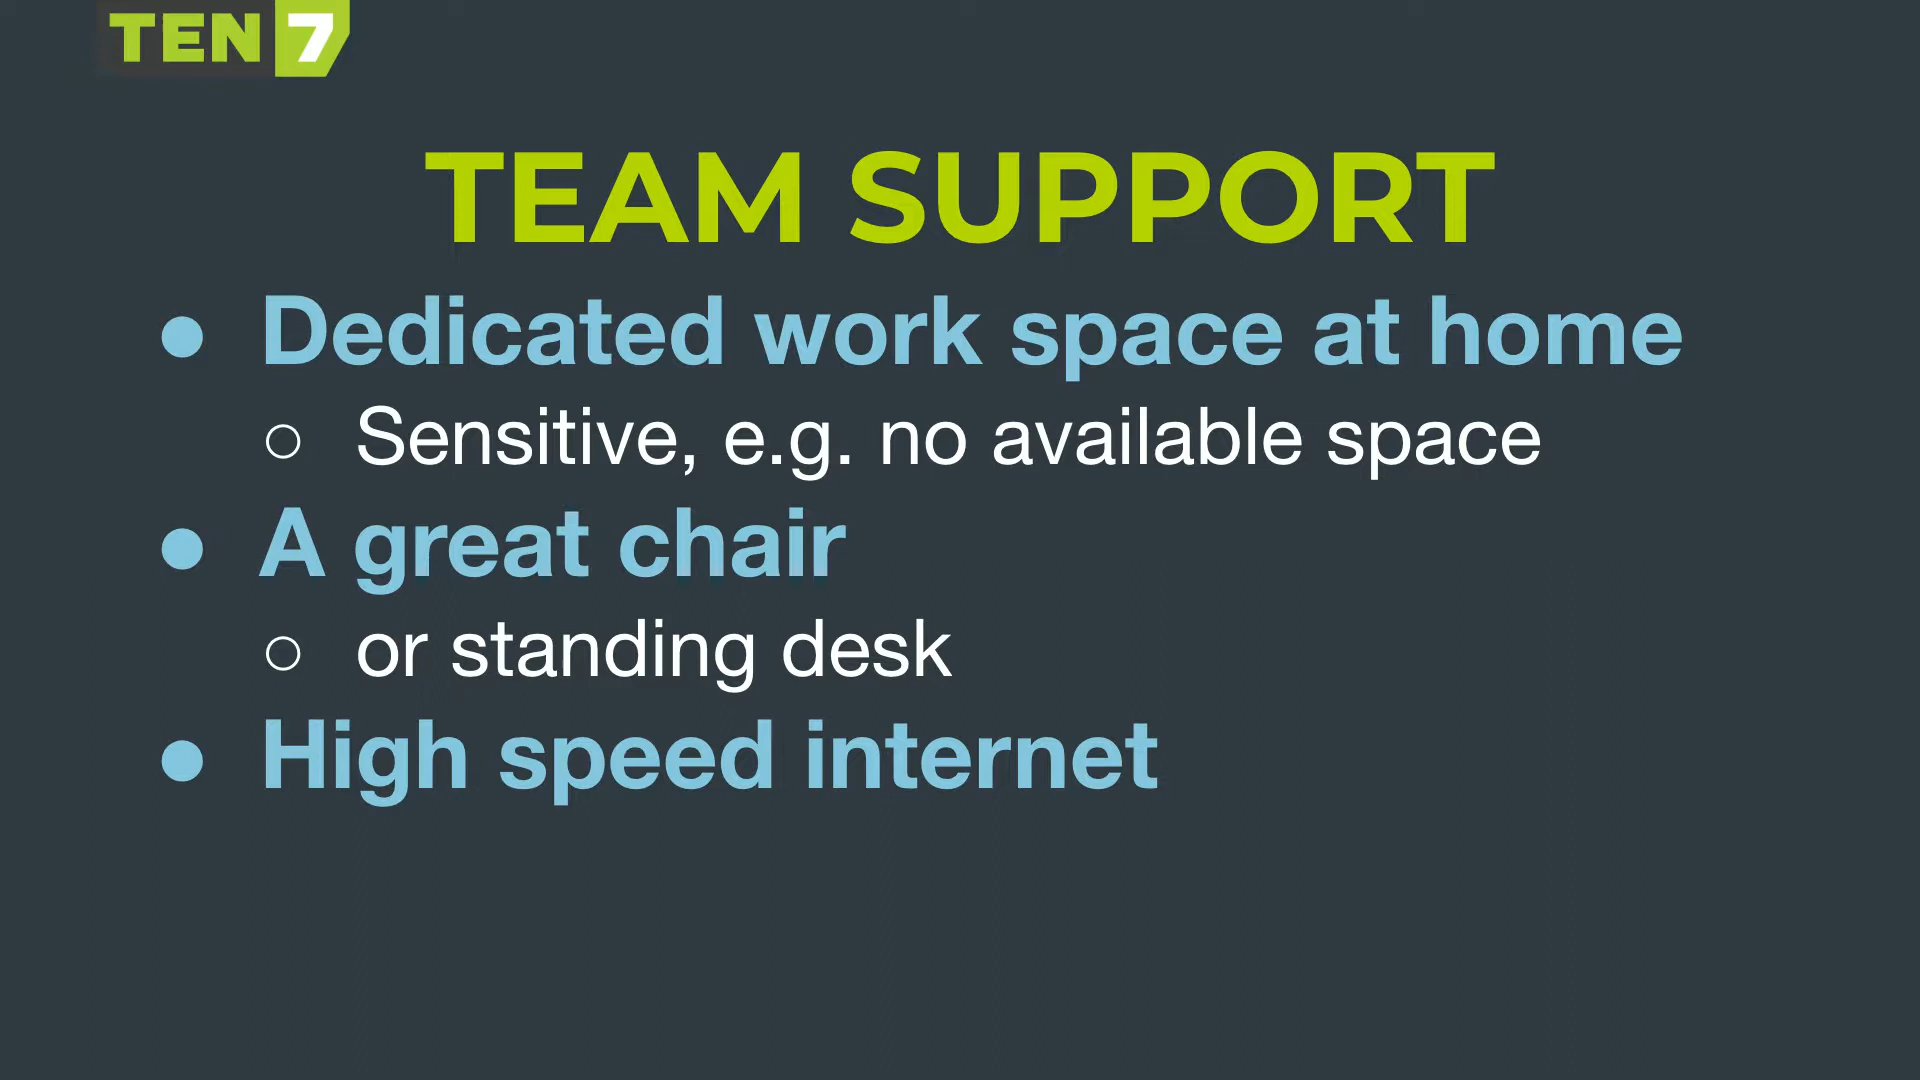 TEN7
TEAM SUPPORT
● Dedicated work space at home
○ Sensitive, e.g. no available space
● A great chair
○ or standing desk
● High speed internet